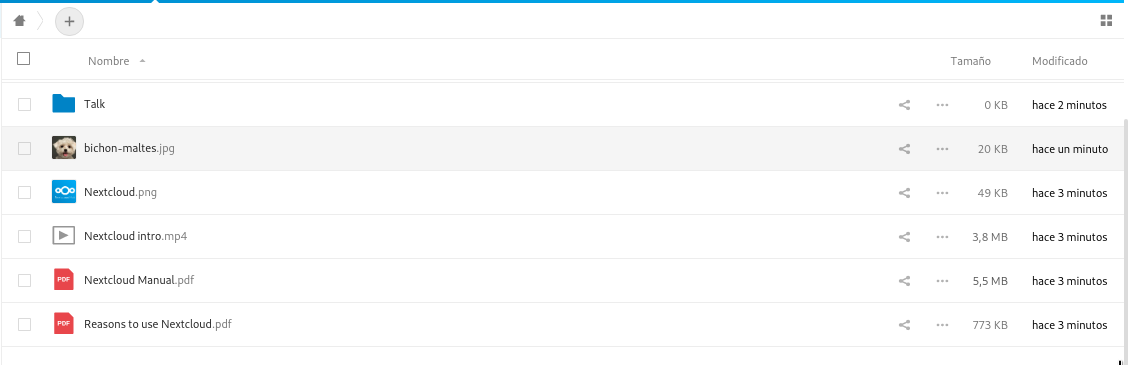 Nombre Tamaño Modificado
Talk 0 KB hace 2 minutos
bichon-maltes.jpg 20 KB hace un minuto
Nextcloud.png 49 KB hace 3 minutos
Nextcloud intro.mp4 3,8 MB hace 3 minutos
PDF Nextcloud Manual.pdf 5,5 MB hace 3 minutos
PDF Reasons to use Nextcloud.pdf 773 KB hace 3 minutos